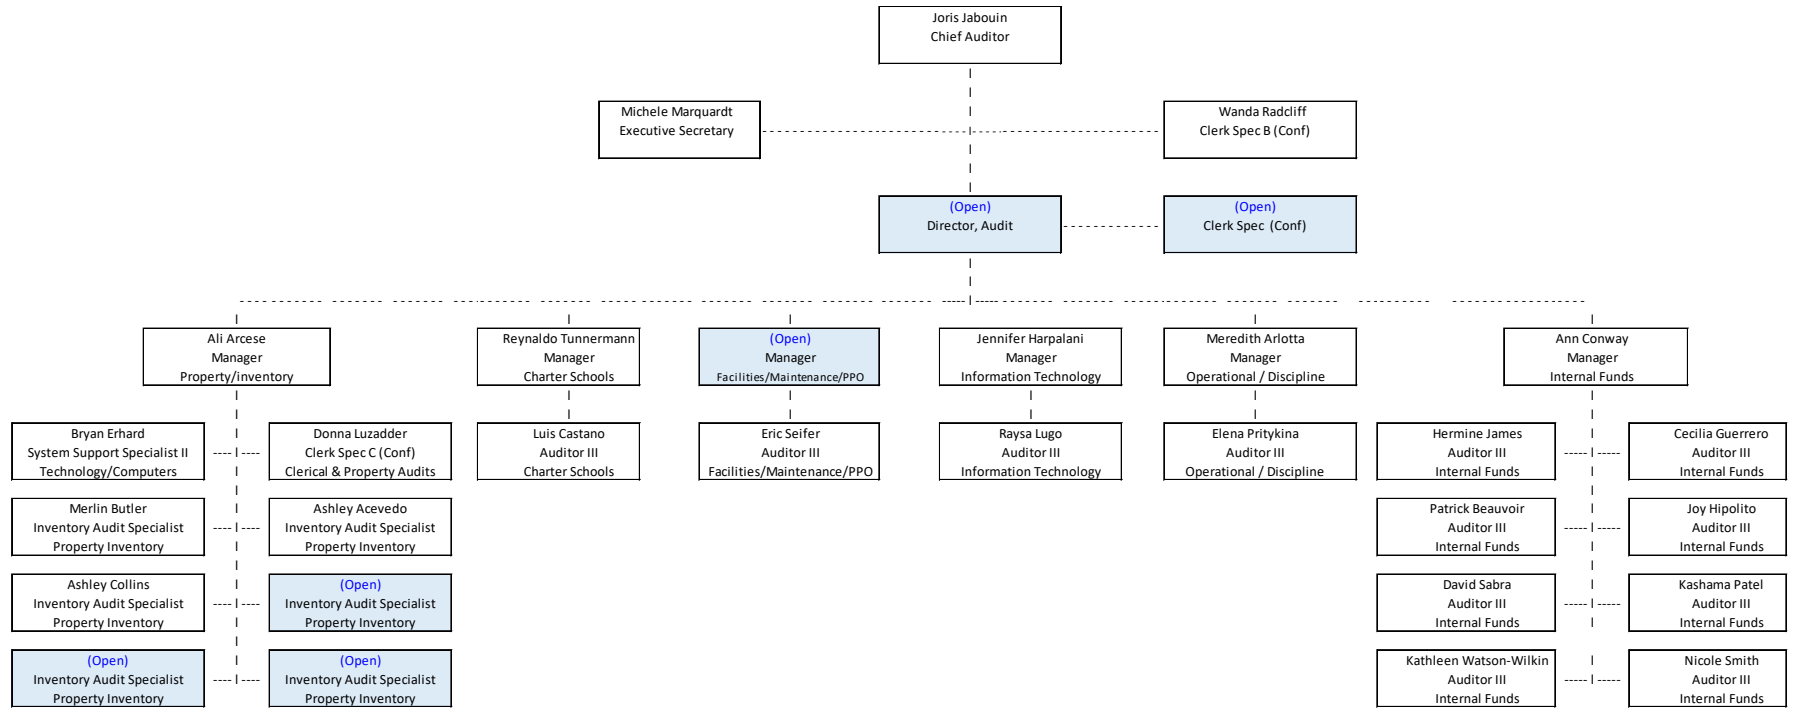 Joris Jabouin
Chief Auditor
Michele Marquardt
Executive Secretary
Wanda Radcliff
Clerk Spec B (Conf)
(Open)
Director, Audit
(Open)
Clerk Spec (Conf)
Ali Arcese
Manager
Property/inventory
Reynaldo Tunnermann
Manager
Charter Schools
(Open)
Manager
Facilities/Maintenance/PPO
Jennifer Harpalani
Manager
Information Technology
Meredith Arlotta
Manager
Operational / Discipline
Ann Conway
Manager
Internal Funds
Bryan Erhard
System Support Specialist II
Technology/Computers
Donna Luzadder
Clerk Spec C (Conf)
Clerical & Property Audits
Luis Castano
Auditor III
Charter Schools
Eric Seifer
Auditor III
Facilities/Maintenance/PPO
Raysa Lugo
Auditor III
Information Technology
Elena Pritykina
Auditor III
Operational / Discipline
Hermine James
Auditor III
Internal Funds
Cecilia Guerrero
Auditor III
Internal Funds
Merlin Butler
Inventory Audit Specialist
Property Inventory
Ashley Acevedo
Inventory Audit Specialist
Property Inventory
Patrick Beauvoir
Auditor III
Internal Funds
Joy Hipolito
Auditor III
Internal Funds
Ashley Collins
Inventory Audit Specialist
Property Inventory
(Open)
Inventory Audit Specialist
Property Inventory
David Sabra
Auditor III
Internal Funds
Kashama Patel
Auditor III
Internal Funds
(Open)
Inventory Audit Specialist
Property Inventory
(Open)
Inventory Audit Specialist
Property Inventory
Kathleen Watson-Wilkin
Auditor III
Internal Funds
Nicole Smith
Auditor III
Internal Funds